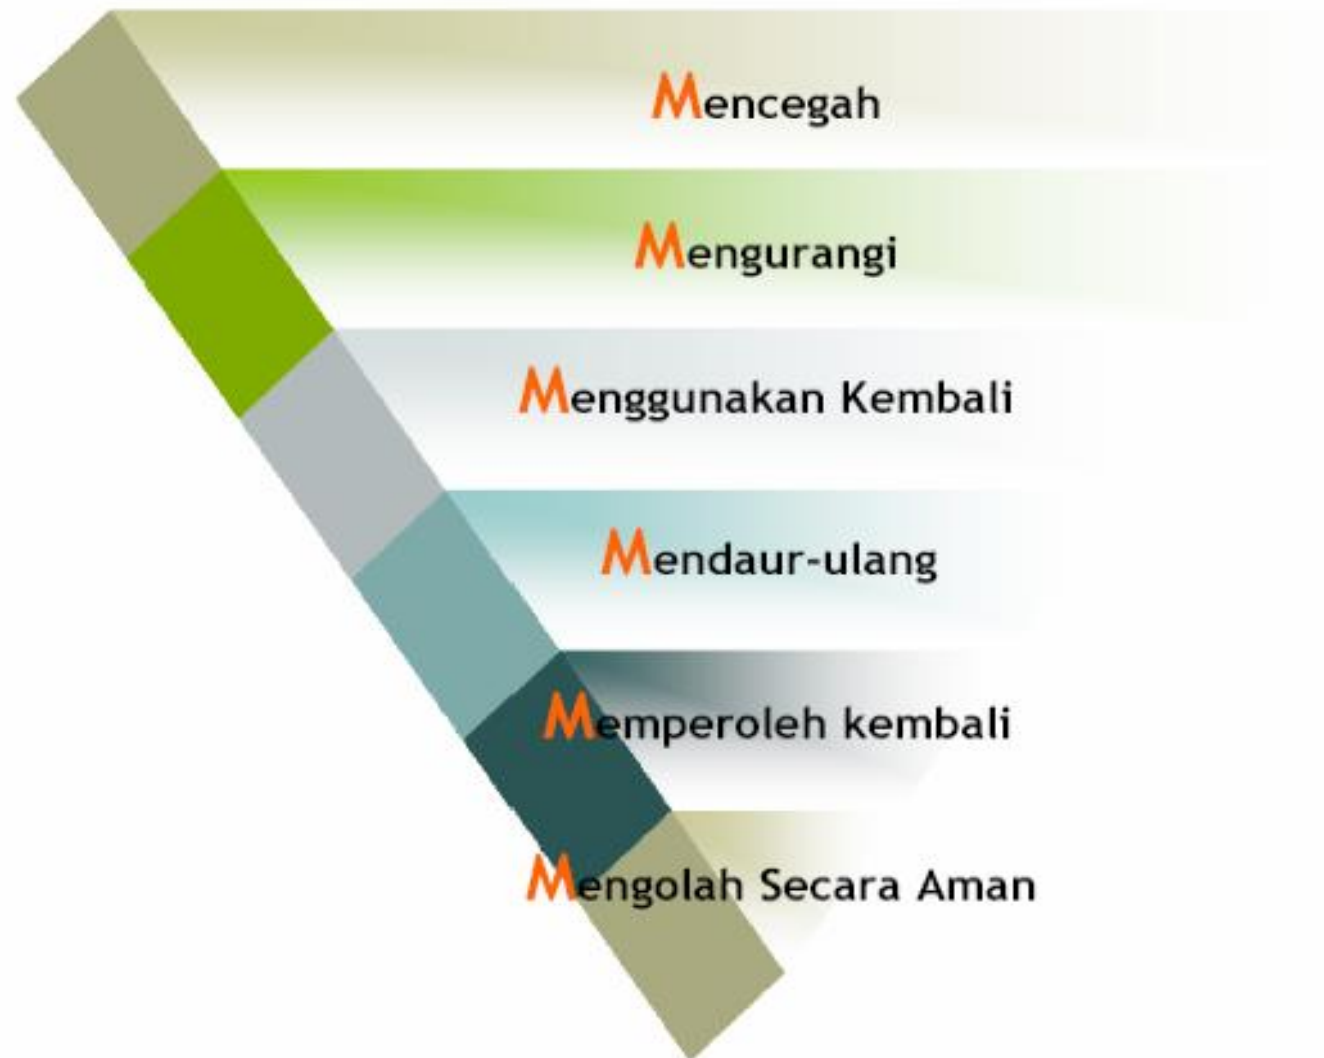 Mencegah
Mengurangi
Menggunakan Kembali
Mendaur-ulang
Memperoleh kembali
Mengolah Secara Aman